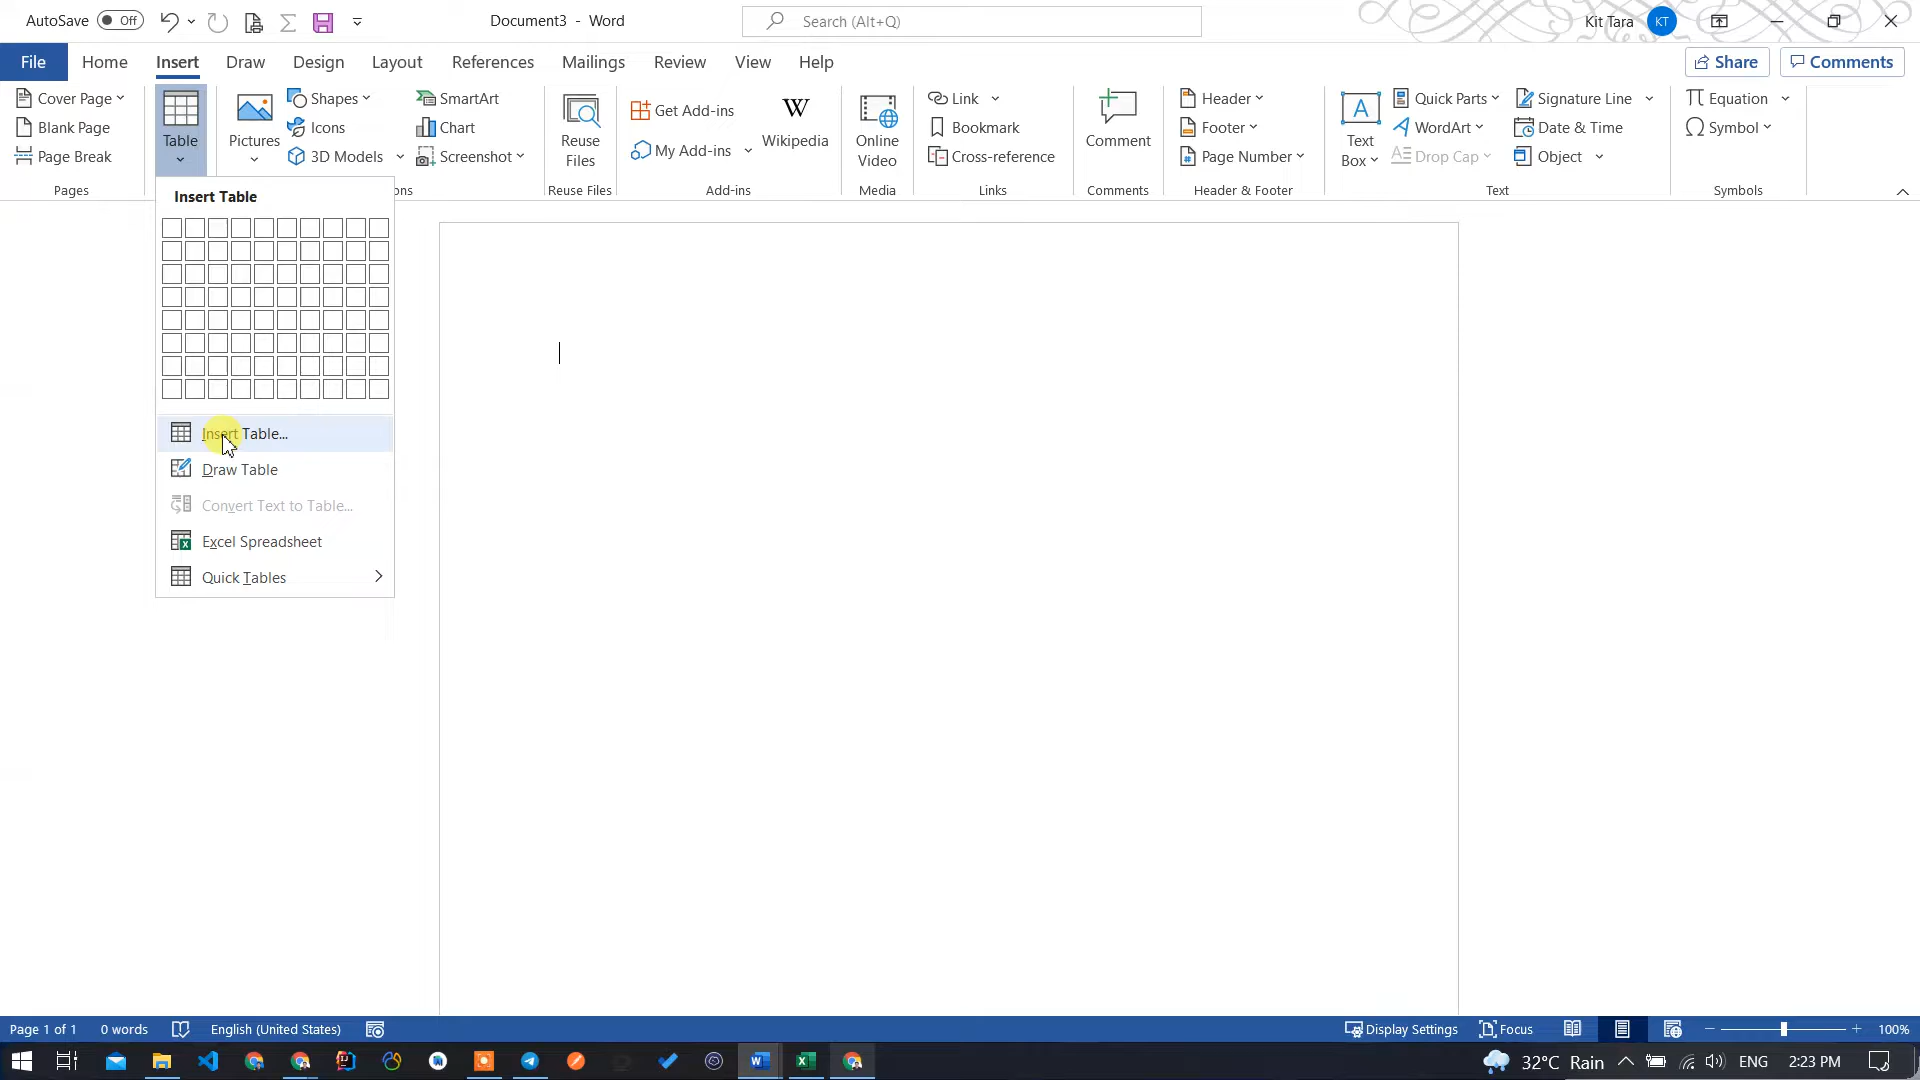 AutoSave Off Document3 - Word Search (Alt+Q) Kit Tara KT
File Home Insert Draw Design Layout References Mailings Review View Help Share Comments
Cover Page
Blank Page
Page Break
Pages
Table
Pictures
Shapes
Icons
3D Models
SmartArt
Chart
Screenshot
ons
Reuse
Files
Reuse Files
Get Add-ins
My Add-ins
W
Wikipedia
Add-ins
Online
Video
Media
Link
Bookmark
Cross-reference
Links
Comment
Comments
Header
Footer
Page Number
Header & Footer
A
Text
Box
Quick Parts
WordArt
Drop Cap
Signature Line
Date & Time
Object
Text
Equation
Symbol
Symbols
Insert Table
Insert Table...
Draw Table
Convert Text to Table...
Excel Spreadsheet
Quick Tables
Page 1 of 1 0 words English (United States) Display Settings Focus 100%
32°C Rain ENG 2:23 PM